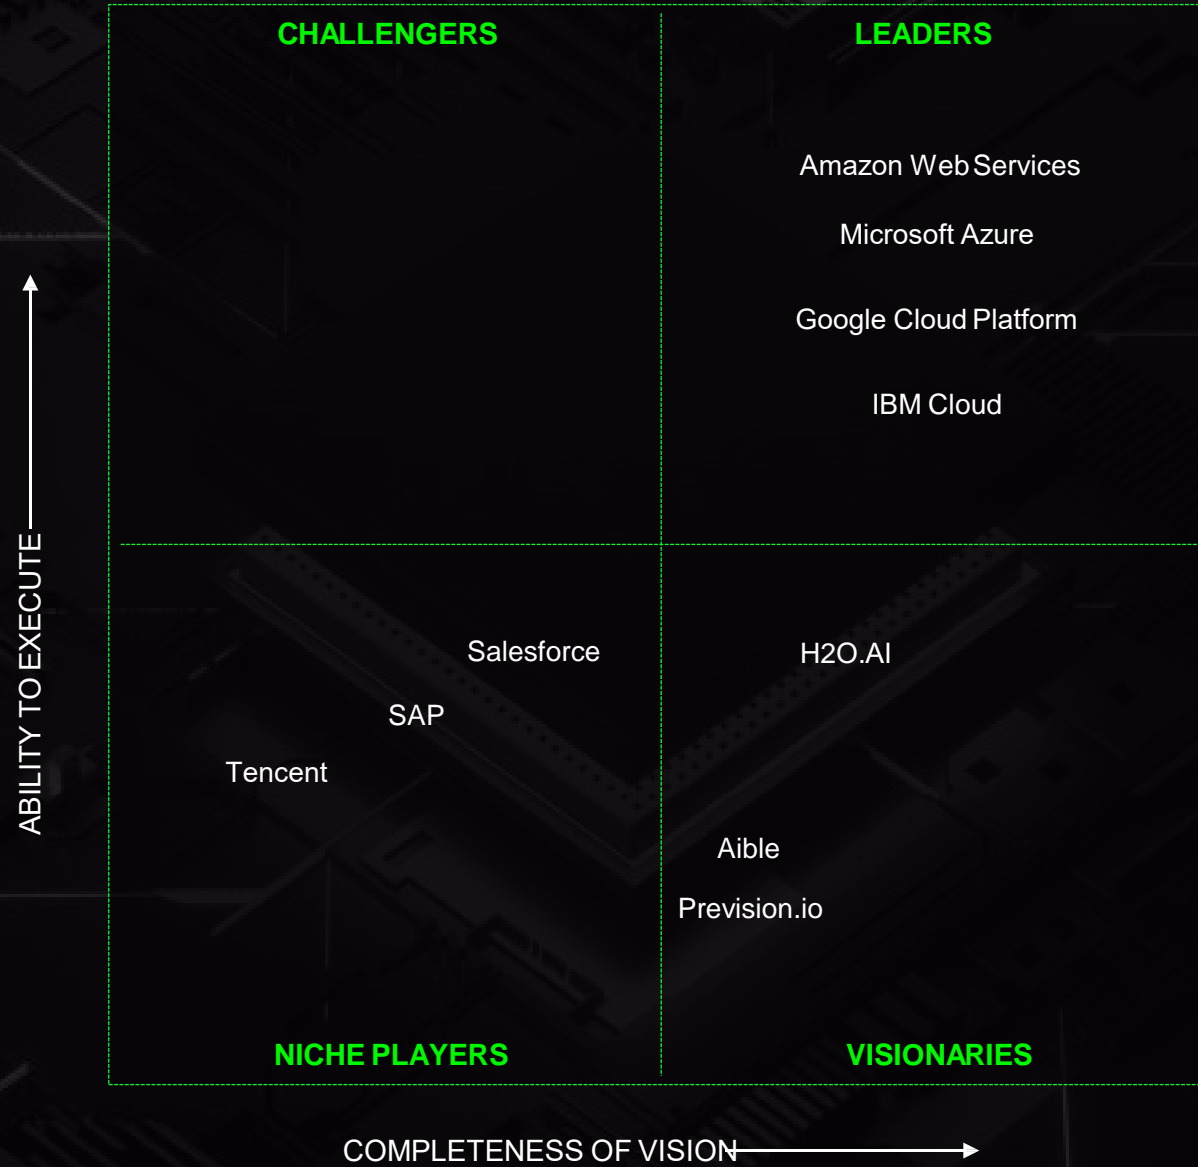 CHALLENGERS
LEADERS
Amazon Web Services
Microsoft Azure
Google Cloud Platform
IBM Cloud
ABILITY TO EXECUTE
Salesforce
H2O.AI
SAP
Tencent
Aible
Prevision.io
NICHE PLAYERS
VISIONARIES
COMPLETENESS OF VISION